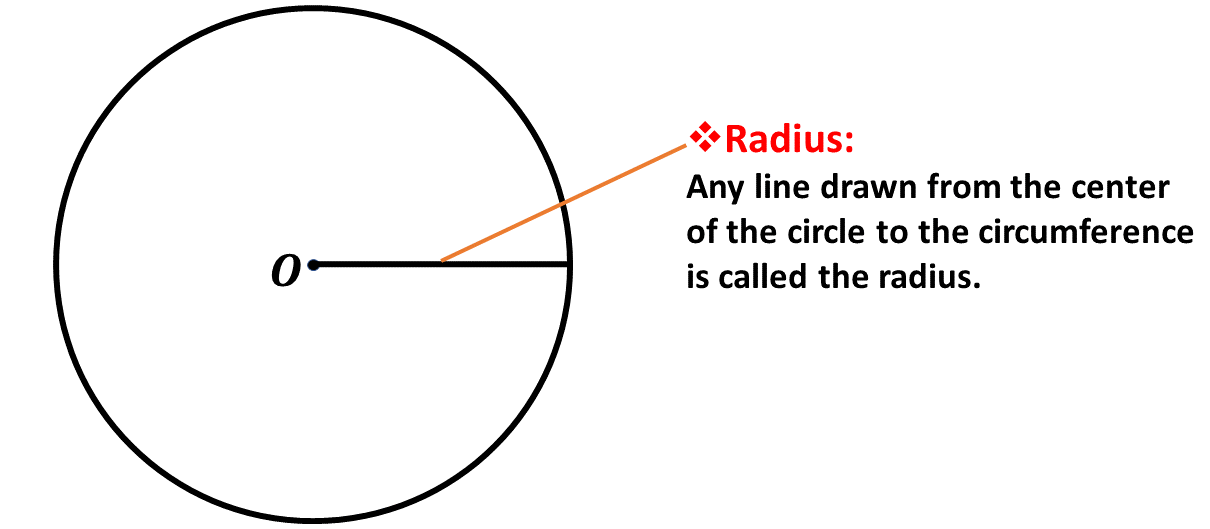 ❖Radius:
Any line drawn from the center
of the circle to the circumference
is called the radius.
O